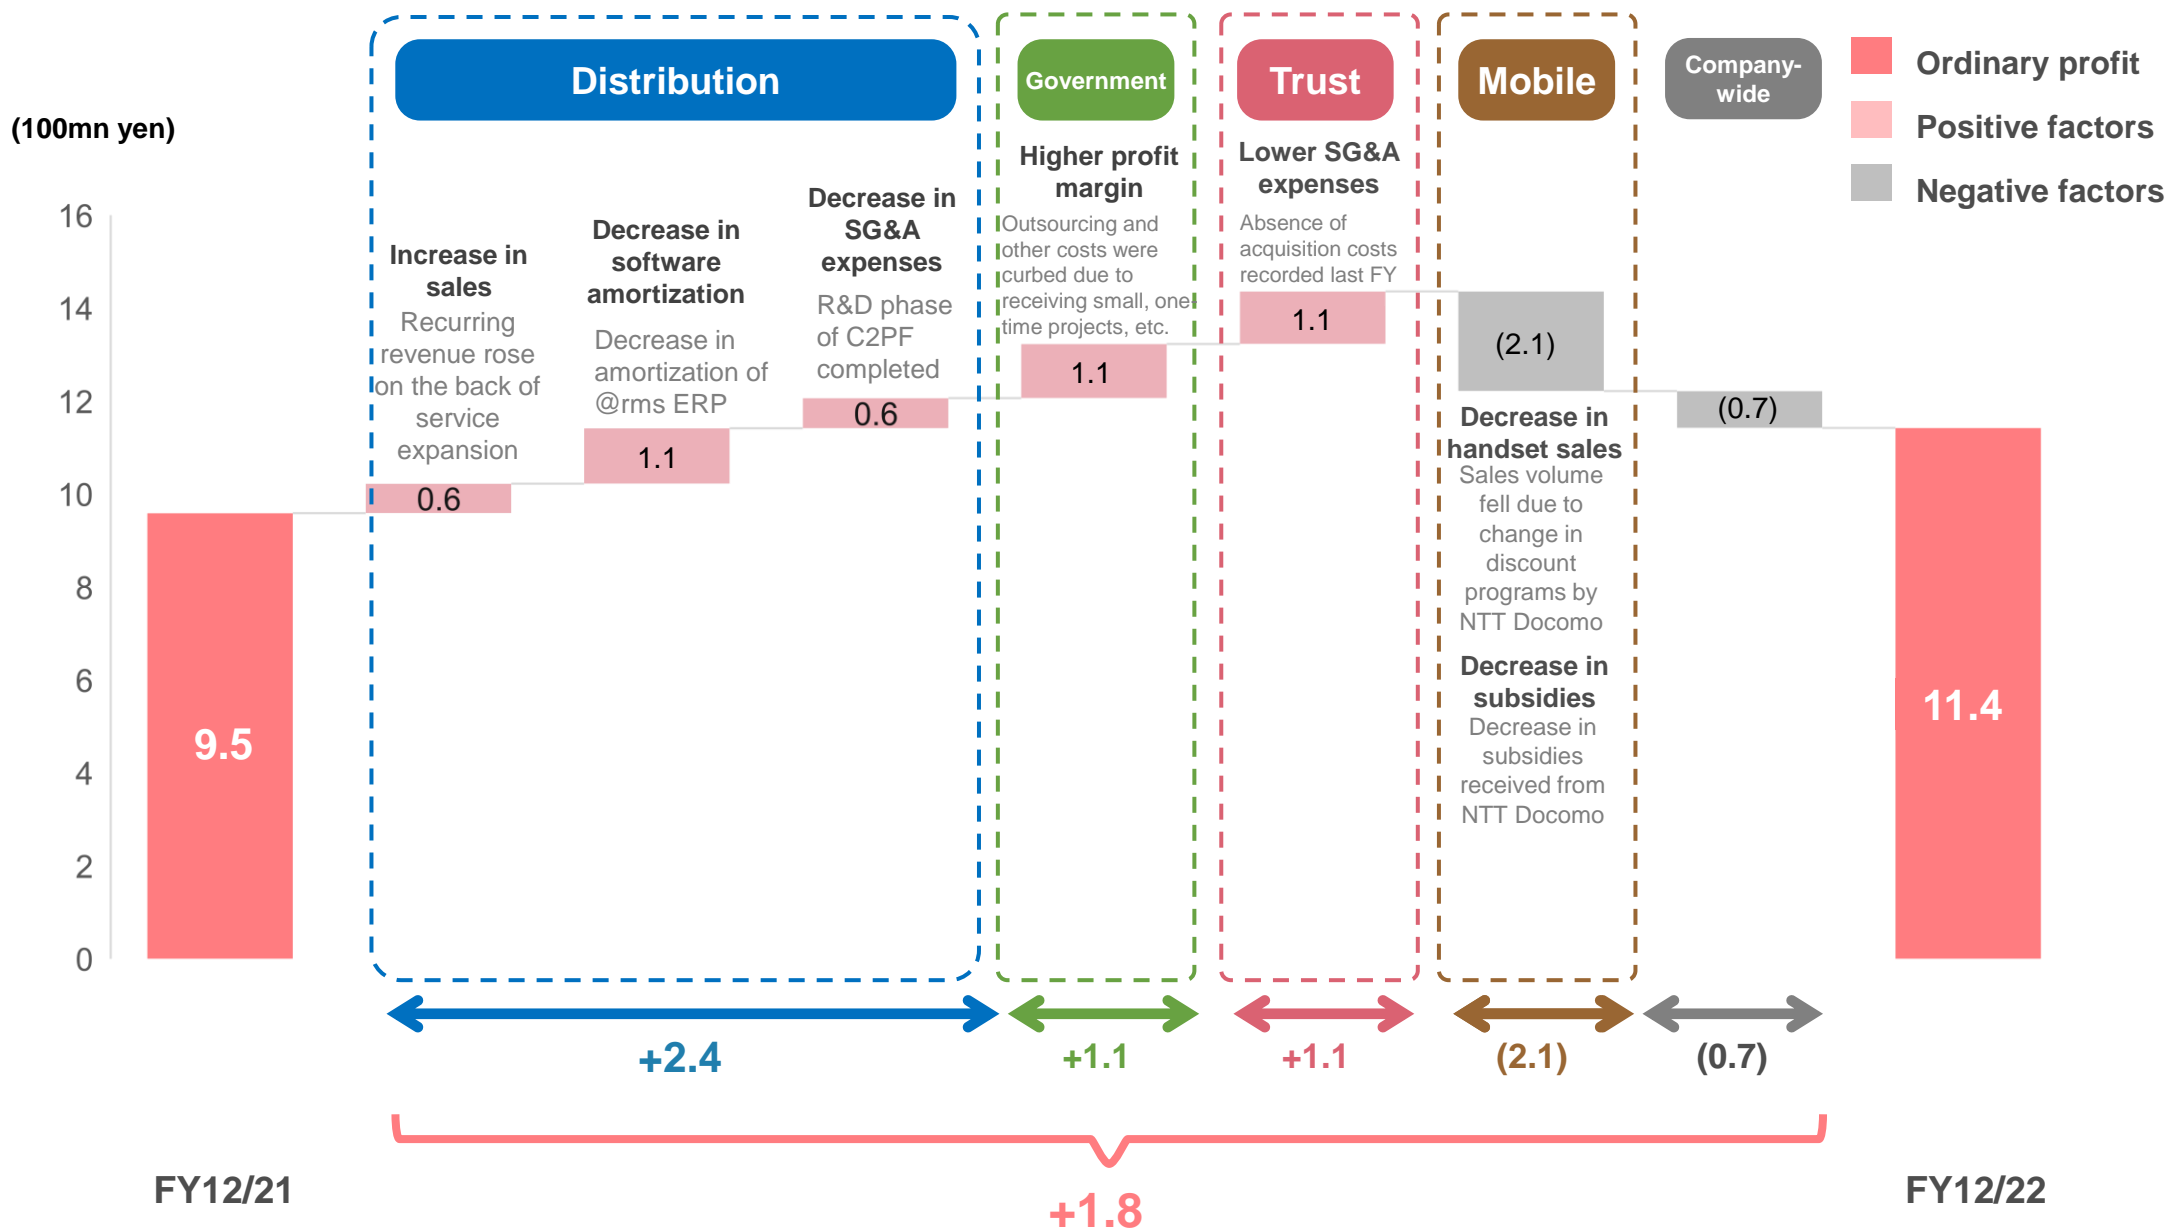 Distribution
Government
Trust
Mobile
Company-
wide
Ordinary profit
Positive factors
Negative factors
(100mn yen)
16
14
12
10
8
6
4
2
0
9.5
Increase in
sales
Recurring
revenue rose
on the back of
service
expansion
0.6
Decrease in
software
amortization
Decrease in
amortization of
@rms ERP
1.1
Decrease in
SG&A
expenses
R&D phase
of C2PF
completed
0.6
Higher profit
margin
Outsourcing and
other costs were
curbed due to
receiving small, one-
time projects, etc.
1.1
Lower SG&A
expenses
Absence of
acquisition costs
recorded last FY
1.1
(2.1)
Decrease in
handset sales
Sales volume
fell due to
change in
discount
programs by
NTT Docomo
Decrease in
subsidies
Decrease in
subsidies
received from
NTT Docomo
(0.7)
11.4
+2.4
+1.1
+1.1
(2.1)
(0.7)
FY12/21
+1.8
FY12/22